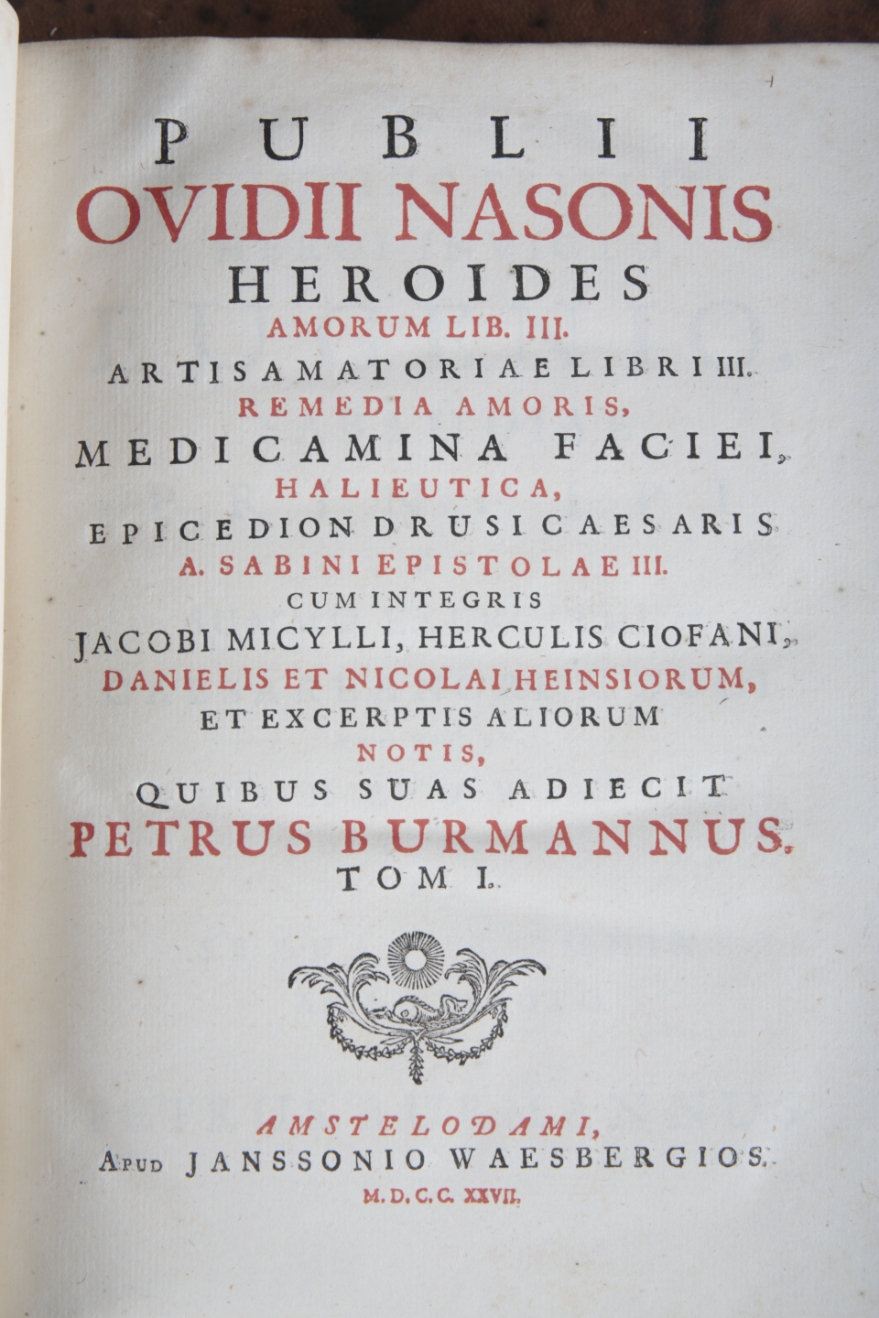 PUBLII
OVIDII NASONIS
HEROIDES
AMORUM LIB. III.
ARTIS AMATORIAE LIBRI III.
REMEDIA AMORIS,
MEDICAMINA FACIEI,
HALIEUTICA,
EPICEDION DRUSI CAESARIS
A. SABINI EPISTOLAE III.
CUM INTEGRIS
JACOBI MICYLLI, HERCULIS CIOFANI,
DANIELIS ET NICOLAI HEINSIORUM,
ET EXCERPTIS ALIORUM
NOTIS,
QUIBUS SUAS ADIECIT
PETRUS BURMANNUS.
TOM I.
AMSTELODAMI,
APUD JANSSONIO WAESBERGIOS.
M. D. C. C. XXVII.